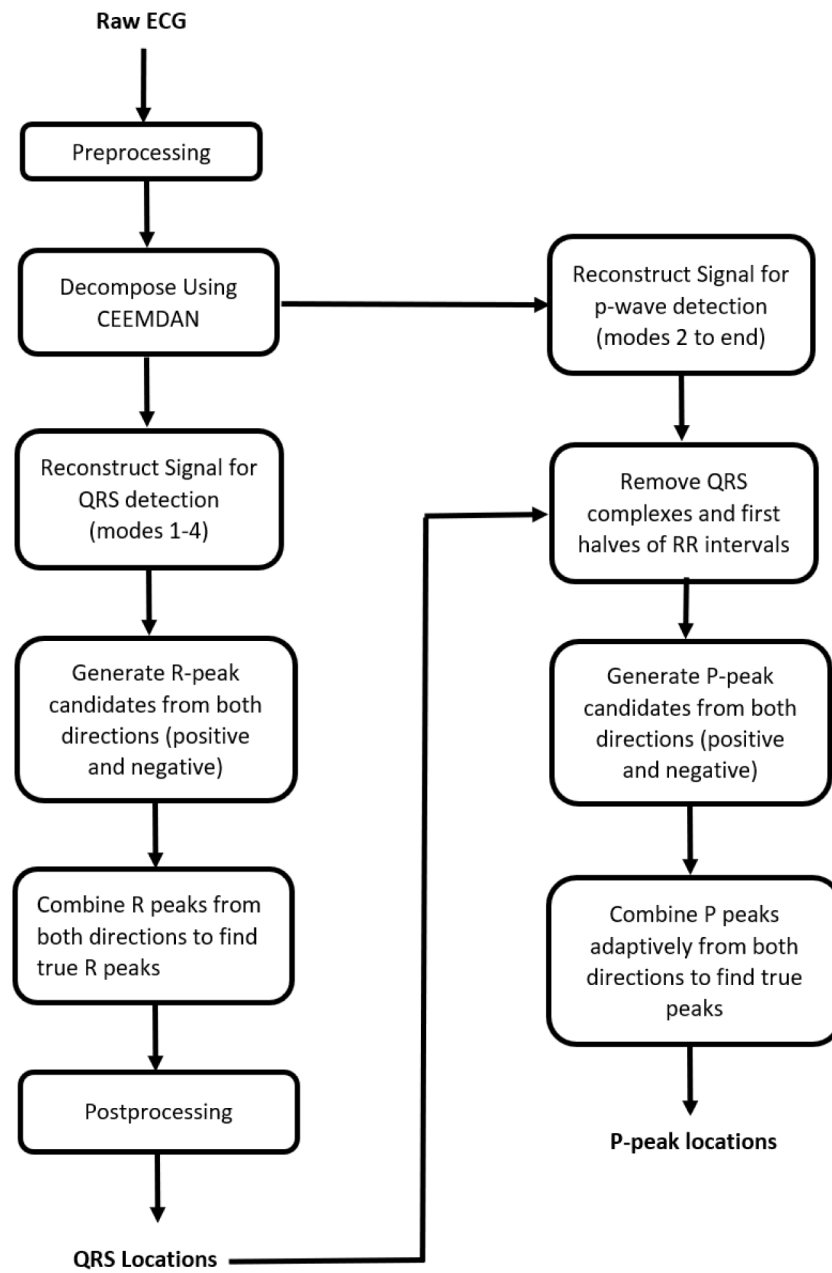 Raw ECG
Preprocessing
Decompose Using
CEEMDAN
Reconstruct Signal for
QRS detection
(modes 1-4)
Generate R-peak
candidates from both
directions (positive
and negative)
Combine R peaks from
both directions to find
true R peaks
Postprocessing
QRS Locations
Reconstruct Signal for
p-wave detection
(modes 2 to end)
Remove QRS
complexes and first
halves of RR intervals
Generate P-peak
candidates from both
directions (positive
and negative)
Combine P peaks
adaptively from both
directions to find true
peaks
P-peak locations